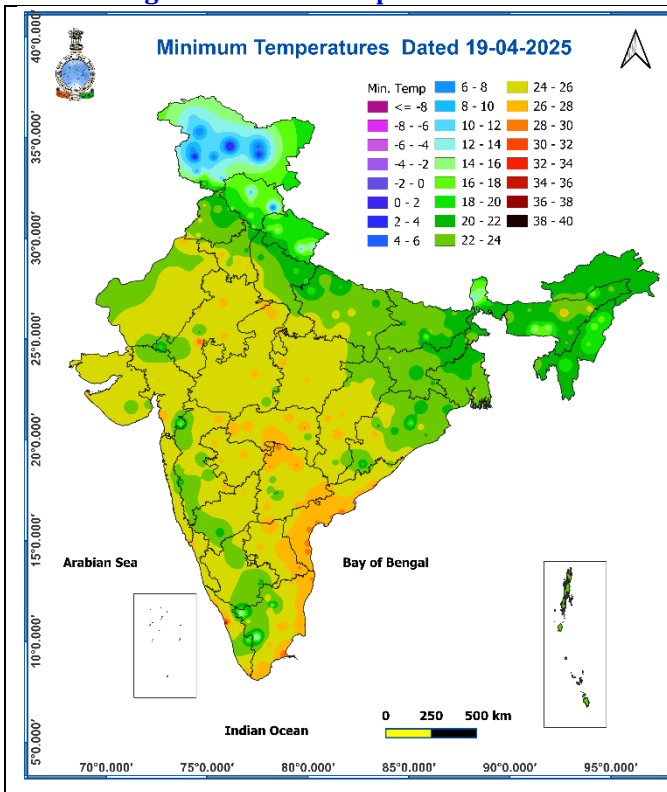 Minimum Temperatures Dated 19-04-2025
Min. Temp
<= -8
-8 - -6
-6 - -4
-4 - -2
-2 - 0
0 - 2
2 - 4
4 - 6
6 - 8
8 - 10
10 - 12
12 - 14
14 - 16
16 - 18
18 - 20
20 - 22
22 - 24
24 - 26
26 - 28
28 - 30
30 - 32
32 - 34
34 - 36
36 - 38
38 - 40
40°0.000'
35°0.000'
30°0.000'
25°0.000'
20°0.000'
15°0.000'
10°0.000'
5°0.000'
Arabian Sea
Bay of Bengal
Indian Ocean
0 250 500 km
70°0.000' 75°0.000' 80°0.000' 85°0.000' 90°0.000' 95°0.000'